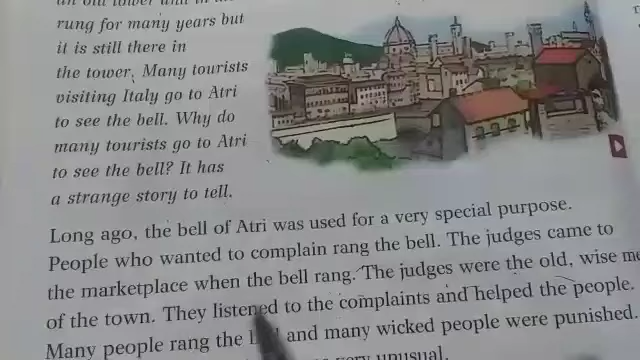 an old tower and
rung for many years but
it is still there in
the tower. Many tourists
visiting Italy go to Atri
to see the bell. Why do
many tourists go to Atri
to see the bell? It has
a strange story to tell.
Long ago, the bell of Atri was used for a very special purpose.
People who wanted to complain rang the bell. The judges came to
the marketplace when the bell rang. The judges were the old, wise
of the town. They listened to the complaints and helped the people.
Many people rang the and many wicked people were punished.
very unusual.